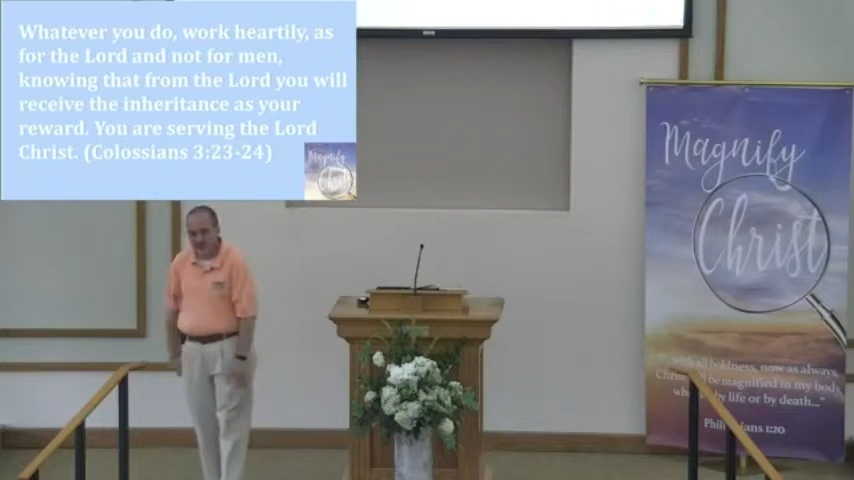 Whatever you do, work heartily, as
for the Lord and not for men,
knowing that from the Lord you will
receive the inheritance as your
reward. You are serving the Lord
Christ. (Colossians 3:23-24)
Magnify
Magnify
Christ
with all boldness, now as always,
Christ be magnified in my body,
by life or by death..."
1:20